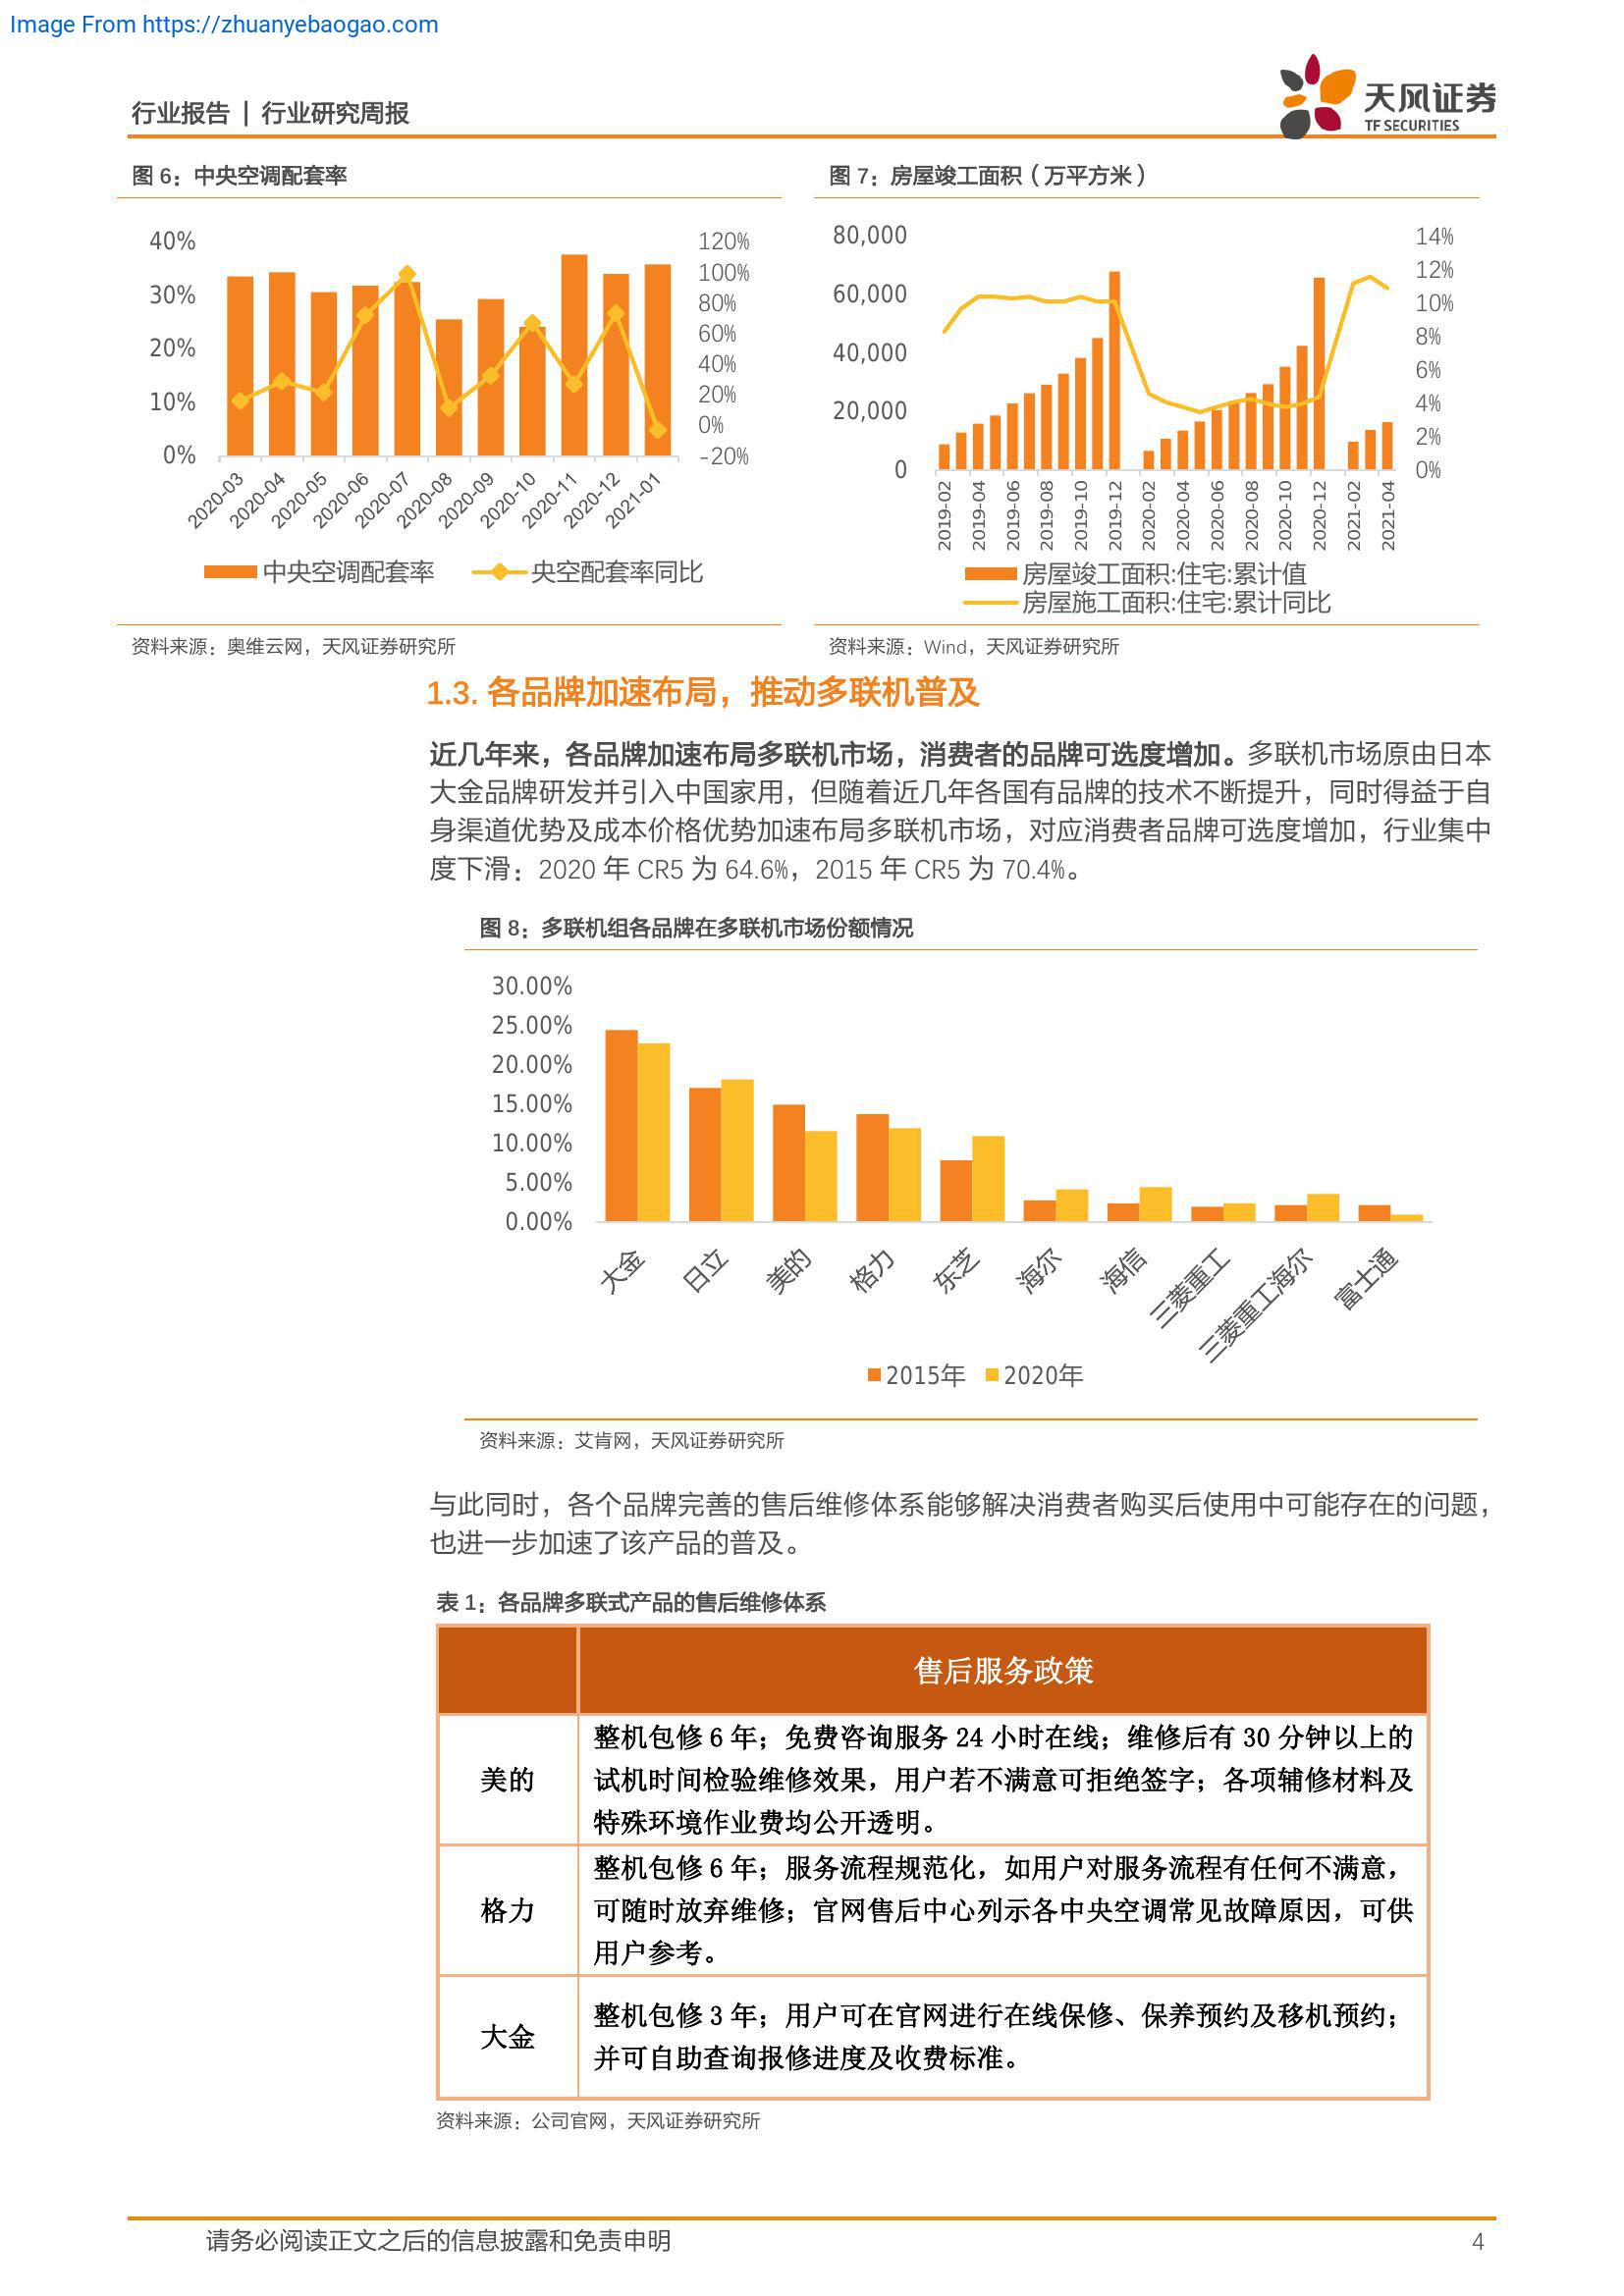 Image From https://zhuanyebaogao.com
行业报告 | 行业研究周报
天风证券
TF SECURITIES
图 6：中央空调配套率
40%
30%
20%
10%
0%
120%
100%
80%
60%
40%
20%
0%
-20%
2020-03
2020-04
2020-05
2020-06
2020-07
2020-08
2020-09
2020-10
2020-11
2020-12
2021-01
中央空调配套率
央空配套率同比
资料来源：奥维云网，天风证券研究所
图 7：房屋竣工面积（万平方米）
80,000
60,000
40,000
20,000
0
14%
12%
10%
8%
6%
4%
2%
0%
2019-02
2019-04
2019-06
2019-08
2019-10
2019-12
2020-02
2020-04
2020-06
2020-08
2020-10
2020-12
2021-02
2021-04
房屋竣工面积:住宅:累计值
房屋施工面积:住宅:累计同比
资料来源：Wind，天风证券研究所
1.3. 各品牌加速布局，推动多联机普及
近几年来，各品牌加速布局多联机市场，消费者的品牌可选度增加。多联机市场原由日本
大金品牌研发并引入中国家用，但随着近几年各国有品牌的技术不断提升，同时得益于自
身渠道优势及成本价格优势加速布局多联机市场，对应消费者品牌可选度增加，行业集中
度下滑：2020 年 CR5 为 64.6%，2015 年 CR5 为 70.4%。
图 8：多联机组各品牌在多联机市场份额情况
30.00%
25.00%
20.00%
15.00%
10.00%
5.00%
0.00%
大金
日立
美的
格力
东芝
海尔
海信
三菱重工
三菱重工海尔
富士通
2015年 2020年
资料来源：艾肯网，天风证券研究所
与此同时，各个品牌完善的售后维修体系能够解决消费者购买后使用中可能存在的问题，
也进一步加速了该产品的普及。
表 1：各品牌多联式产品的售后维修体系
售后服务政策
美的
整机包修 6 年；免费咨询服务 24 小时在线；维修后有 30 分钟以上的
试机时间检验维修效果，用户若不满意可拒绝签字；各项辅修材料及
特殊环境作业费均公开透明。
格力
整机包修 6 年；服务流程规范化，如用户对服务流程有任何不满意，
可随时放弃维修；官网售后中心列示各中央空调常见故障原因，可供
用户参考。
大金
整机包修 3 年；用户可在官网进行在线保修、保养预约及移机预约；
并可自助查询报修进度及收费标准。
资料来源：公司官网，天风证券研究所
请务必阅读正文之后的信息披露和免责申明
4